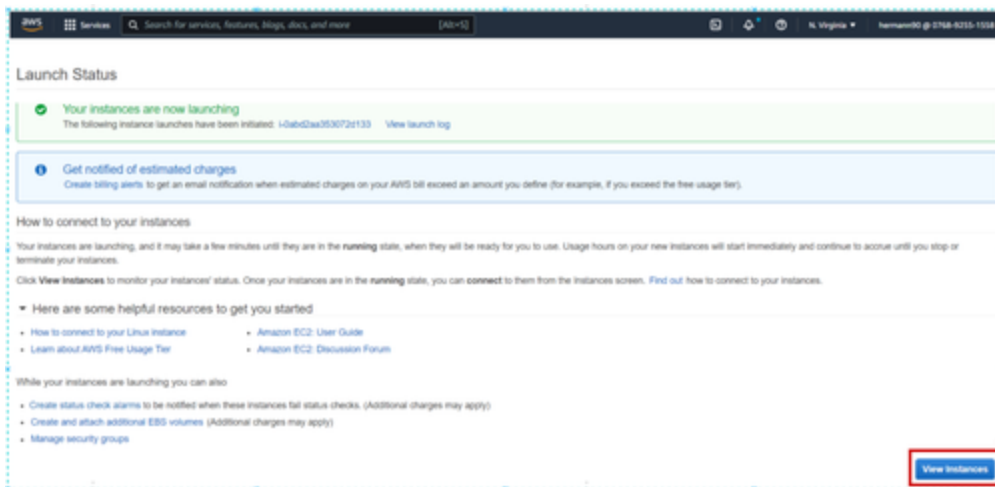 aws Services Search for services, features, blogs, docs, and more [Alt+S] N. Virginia hermann90 @ 0768-9255-1558
Launch Status
Your instances are now launching
The following instance launches have been initiated: i-0abd2aa353072d133 View launch log
Get notified of estimated charges
Create billing alerts to get an email notification when estimated charges on your AWS bill exceed an amount you define (for example, if you exceed the free usage tier).
How to connect to your instances
Your instances are launching, and it may take a few minutes until they are in the running state, when they will be ready for you to use. Usage hours on your new instances will start immediately and continue to accrue until you stop or
terminate your instances.
Click View Instances to monitor your instances' status. Once your instances are in the running state, you can connect to them from the Instances screen. Find out how to connect to your instances.
Here are some helpful resources to get you started
How to connect to your Linux instance
Amazon EC2: User Guide
Learn about AWS Free Usage Tier
Amazon EC2: Discussion Forum
While your instances are launching you can also
Create status check alarms to be notified when these instances fail status checks. (Additional charges may apply)
Create and attach additional EBS volumes (Additional charges may apply)
Manage security groups
View Instances